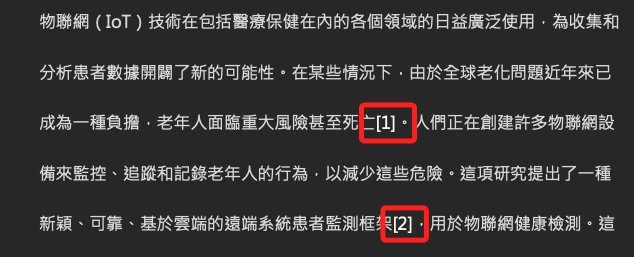 物聯網（IoT）技術在包括醫療保健在內的各個領域的日益廣泛使用，為收集和
分析患者數據開闢了新的可能性。在某些情況下，由於全球老化問題近年來已
成為一種負擔，老年人面臨重大風險甚至死亡[1]。人們正在創建許多物聯網設
備來監控、追蹤和記錄老年人的行為，以減少這些危險。這項研究提出了一種
新穎、可靠、基於雲端的遠端系統患者監測框架[2]，用於物聯網健康檢測。這